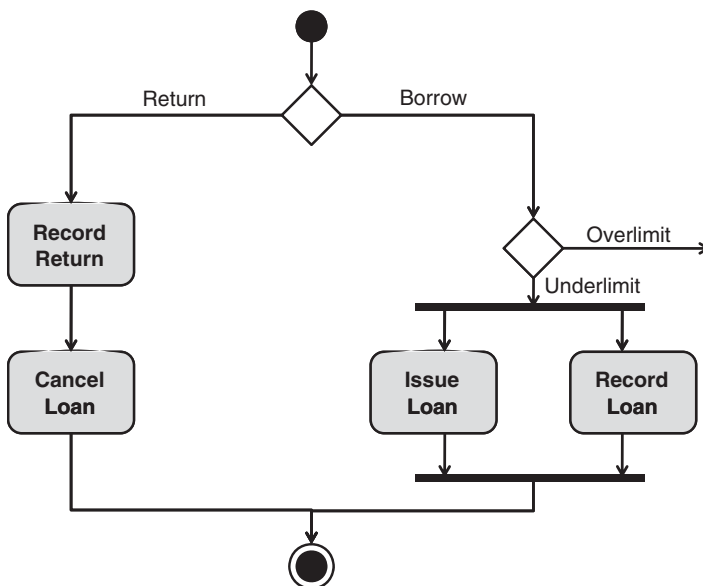 Return
Borrow
Record
Return
Overlimit
Underlimit
Cancel
Loan
Issue
Loan
Record
Loan